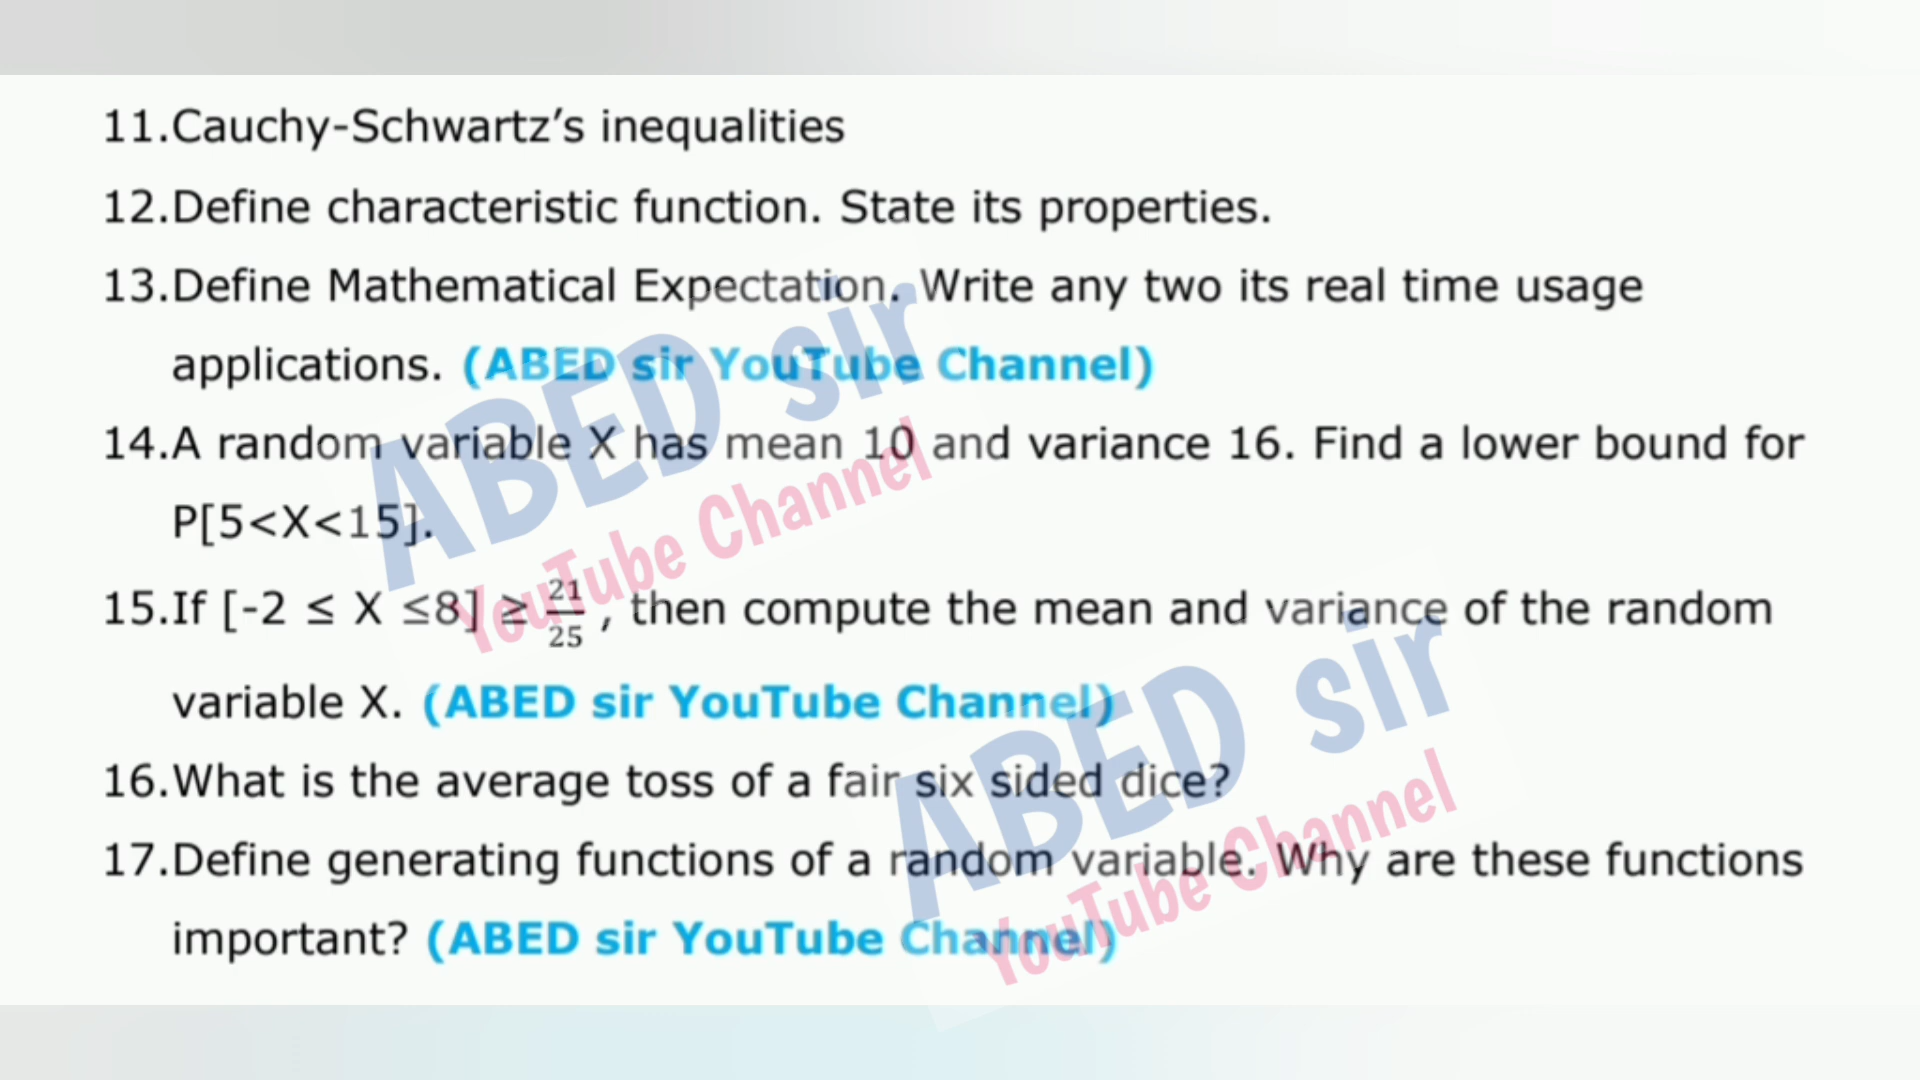 11.Cauchy-Schwartz’s inequalities
12.Define characteristic function. State its properties.
13.Define Mathematical Expectation. Write any two its real time usage
applications. (ABED sir YouTube Channel)
14.A random variable X has mean 10 and variance 16. Find a lower bound for
P[5<X<15].
15.If [-2 ≤ X ≤8] ≥ 21/25 , then compute the mean and variance of the random
variable X. (ABED sir YouTube Channel)
16.What is the average toss of a fair six sided dice?
17.Define generating functions of a random variable. Why are these functions
important? (ABED sir YouTube Channel)
ABED sir
YouTube Channel
ABED sir
YouTube Channel